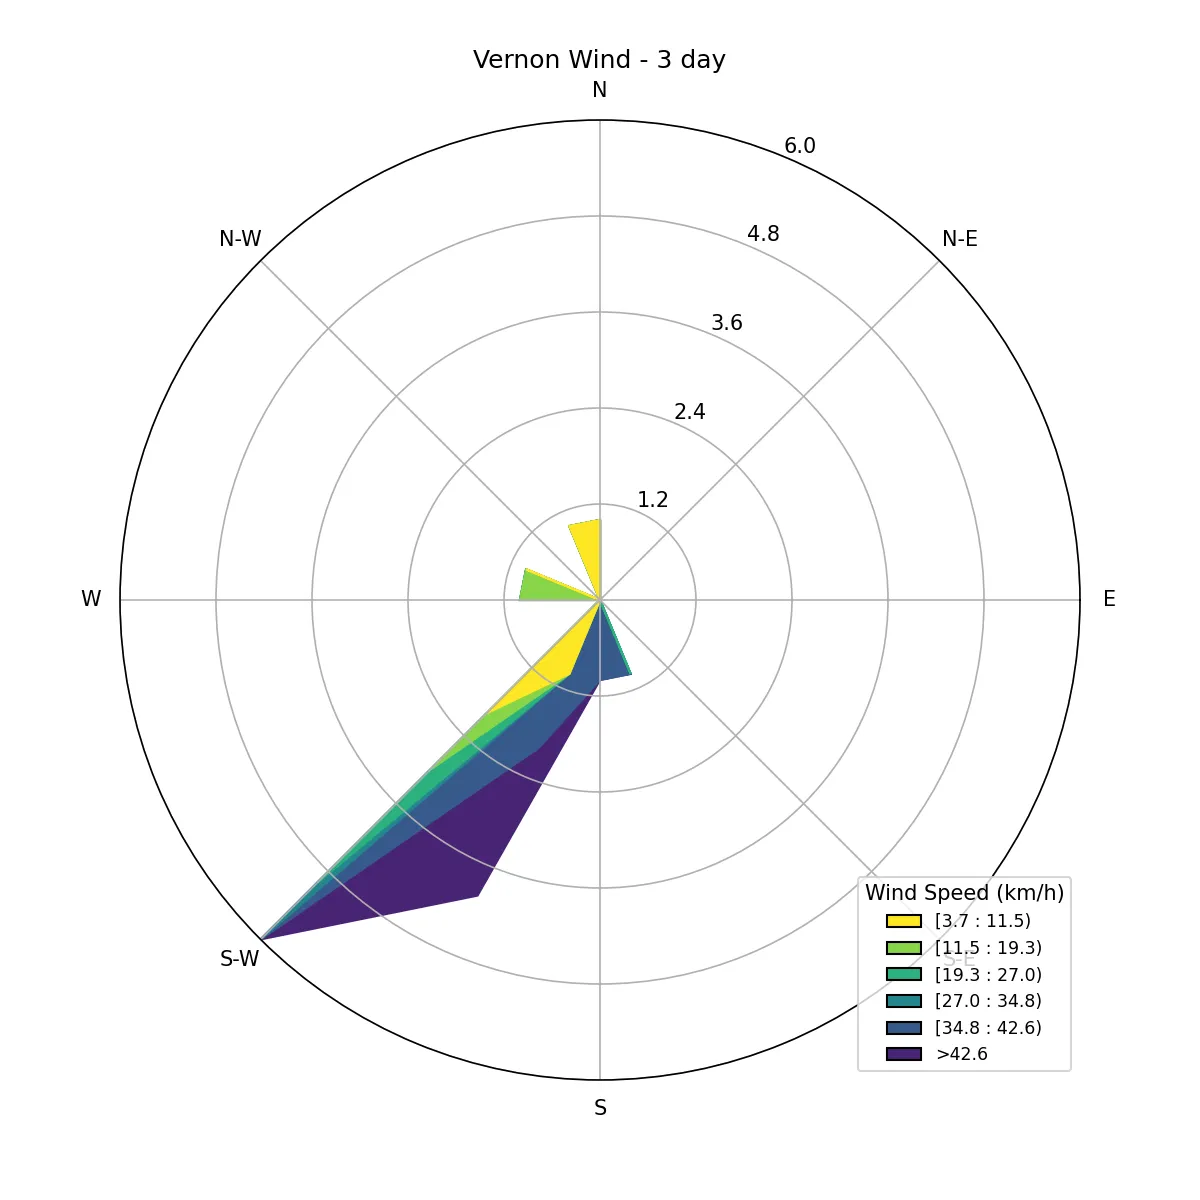 Vernon Wind - 3 day
N
6.0
N-W
4.8
N-E
3.6
2.4
1.2
W
E
S-W
S-E
S
Wind Speed (km/h)
[3.7 : 11.5)
[11.5 : 19.3)
[19.3 : 27.0)
[27.0 : 34.8)
[34.8 : 42.6)
>42.6